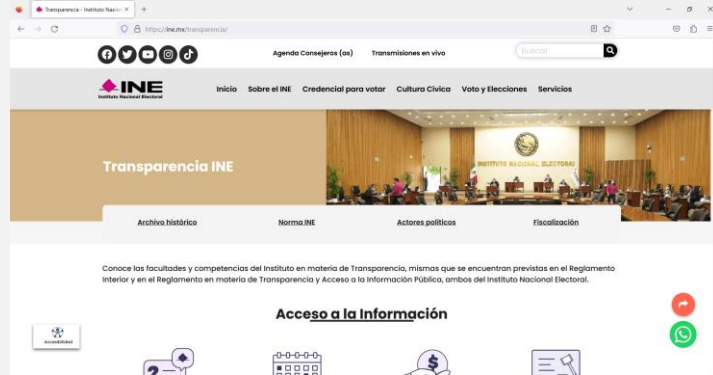 Transparencia - Instituto Nacio
https://ine.mx/transparencia/
Agenda Consejeros (as) Transmisiones en vivo Buscar
INE
Instituto Nacional Electoral
Inicio Sobre el INE Credencial para votar Cultura Cívica Voto y Elecciones Servicios
Transparencia INE
INSTITUTO NACIONAL ELECTORAL
Archivo histórico Norma INE Actores políticos Fiscalización
Conoce las facultades y competencias del Instituto en materia de Transparencia, mismas que se encuentran previstas en el Reglamento
Interior y en el Reglamento en materia de Transparencia y Acceso a la Información Pública, ambos del Instituto Nacional Electoral.
Acceso a la Información
Accesibilidad